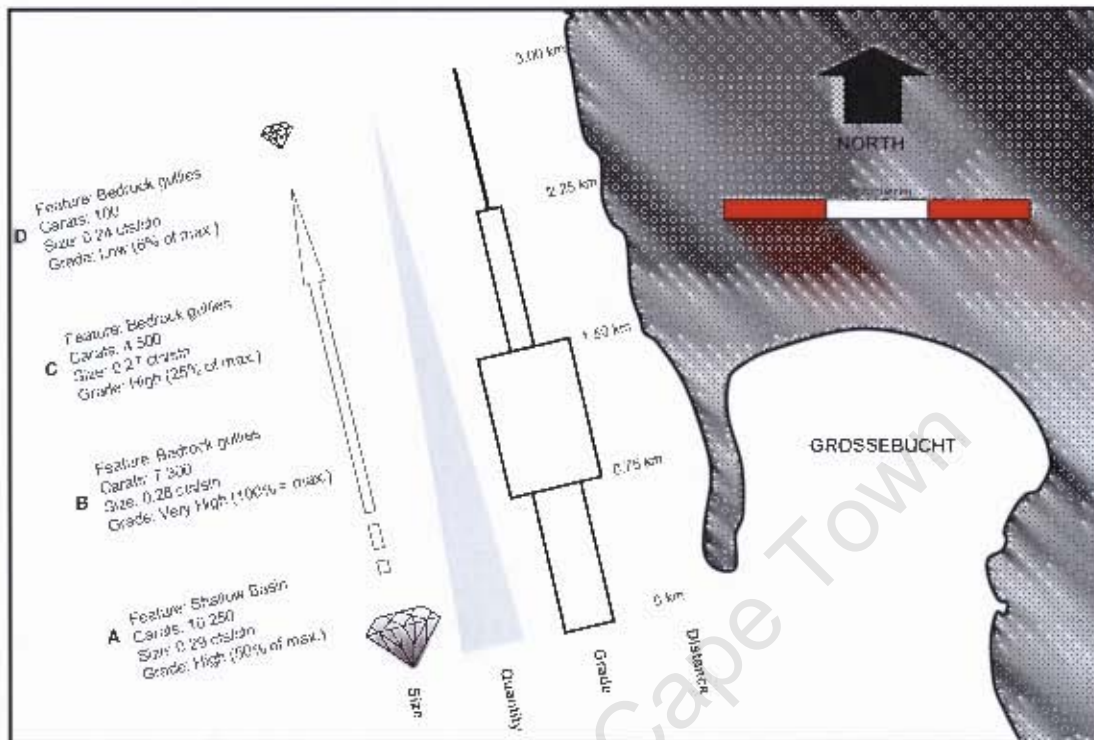 3.00 km
NORTH
2.25 km
D
Feature: Bedrock gullies
Carats: 100
Size: 0.24 cts/stn
Grade: Low (6% of max.)
C
Feature: Bedrock gullies
Carats: 4 500
Size: 0.27 cts/stn
Grade: High (25% of max.)
1.50 km
GROSSEBUCHT
B
Feature: Bedrock gullies
Carats: 7 300
Size: 0.28 cts/stn
Grade: Very High (100% = max.)
0.75 km
A
Feature: Shallow Basin
Carats:
Size: 0.29 cts/stn
Grade: High (50% of max.)
0 km
Size
Quantity
Grade
Distance
Cape Town